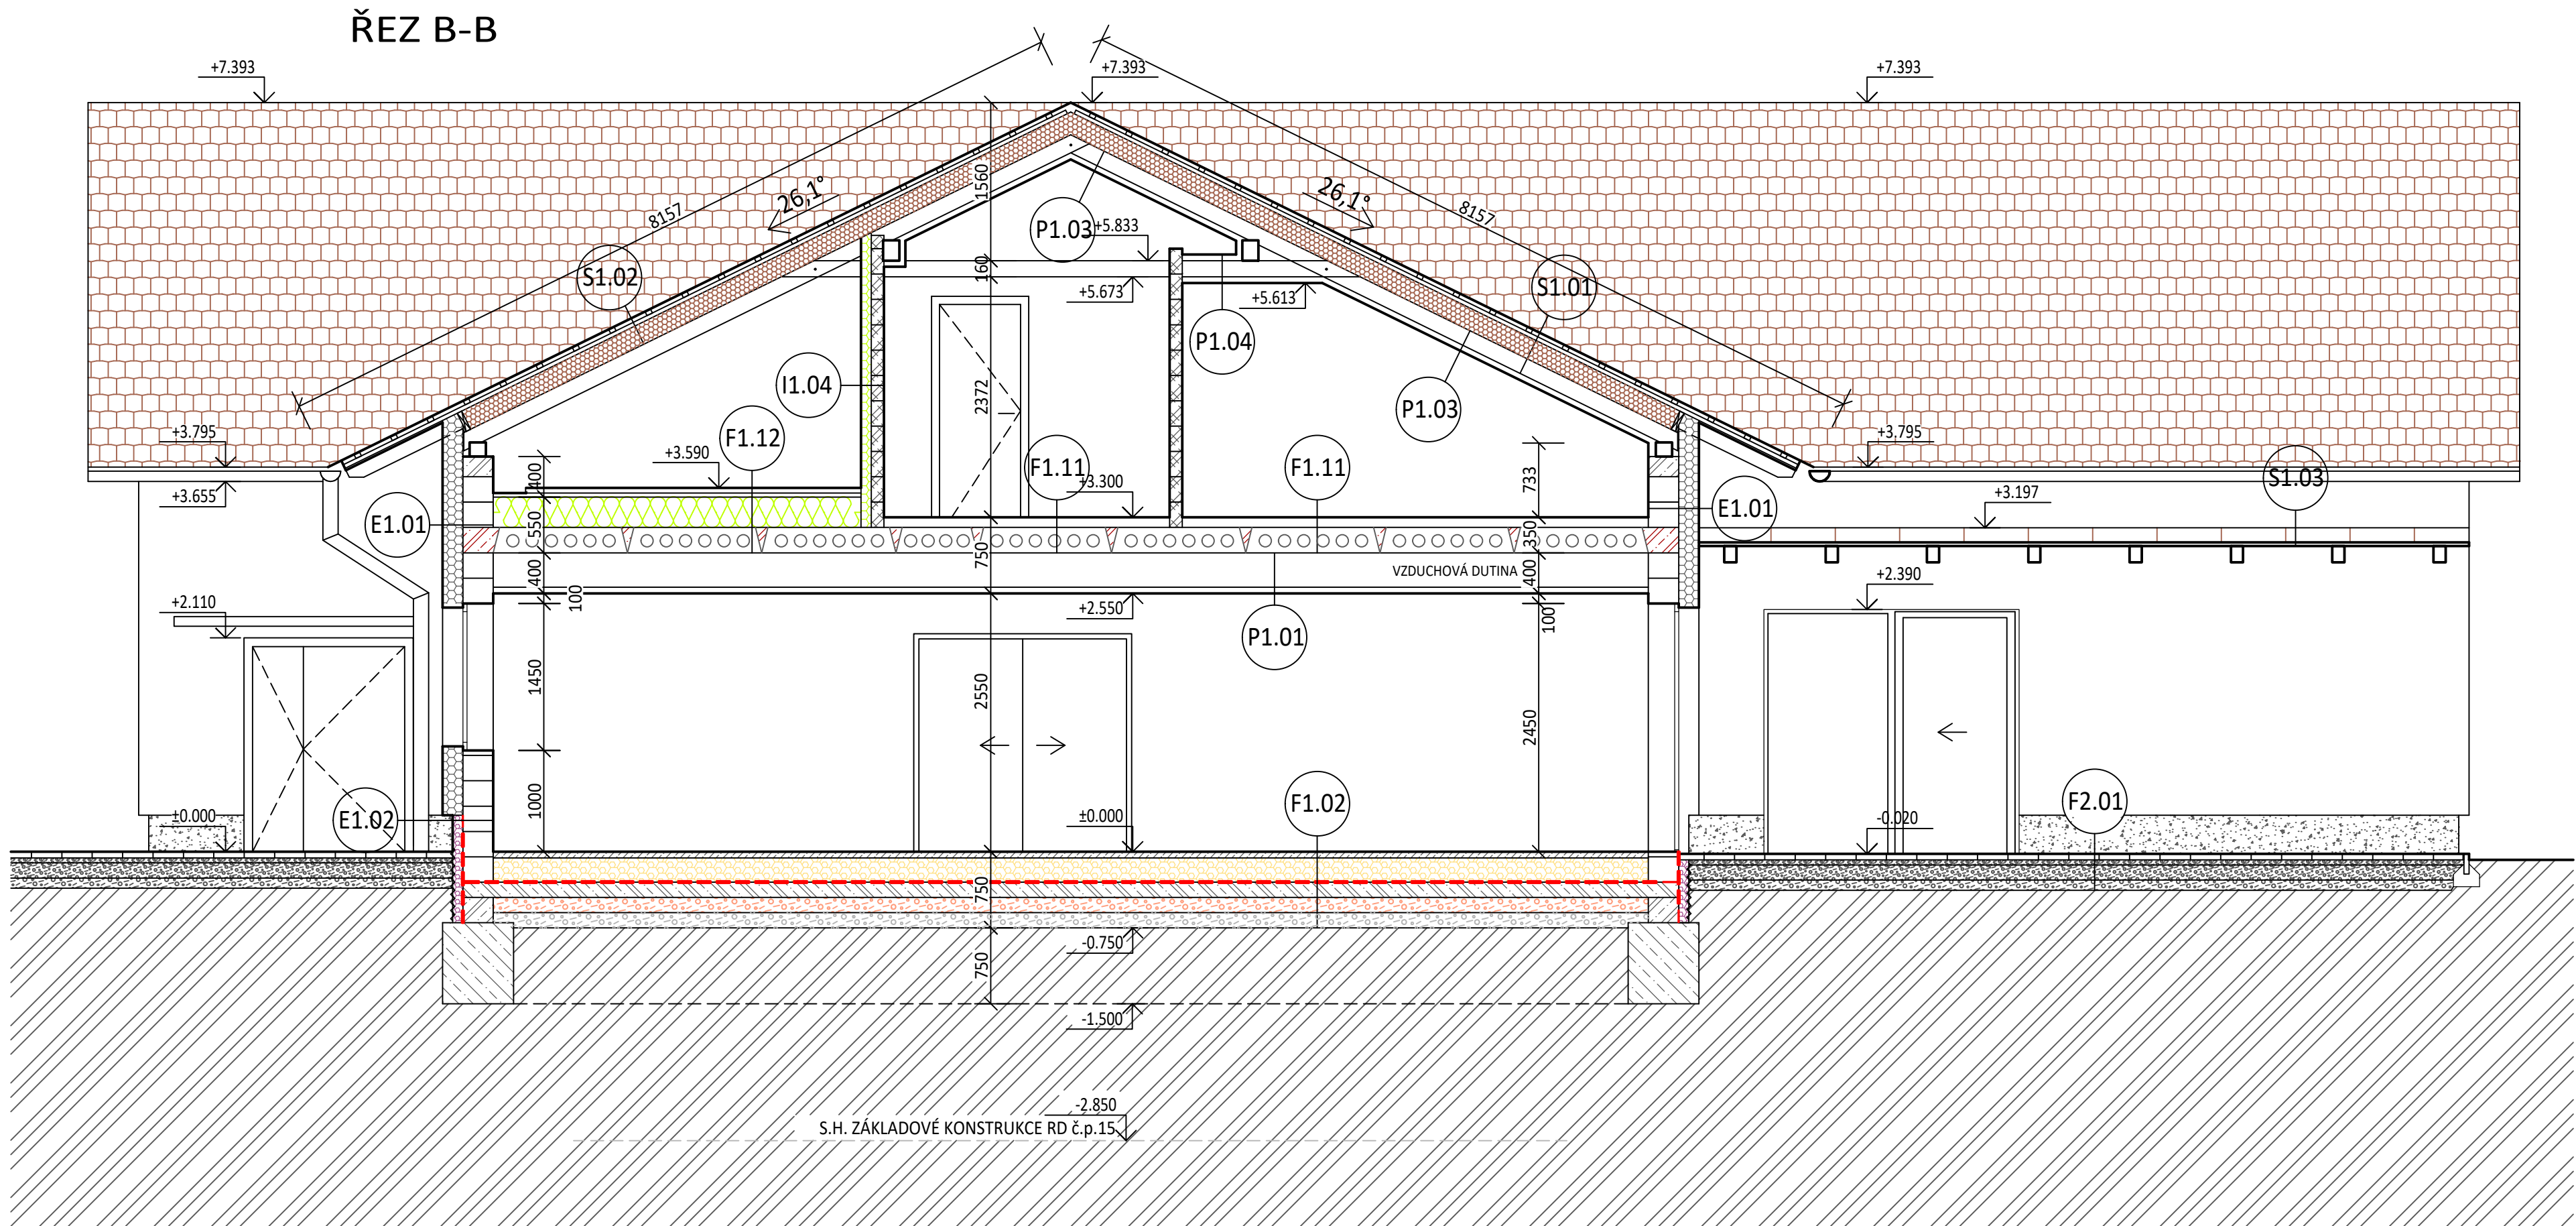 ŘEZ B-B
+7.393
+7.393
+7.393
8157
26,1°
26,1°
8157
1560
P1.03
+5.833
S1.02
160
+5.673
+5.613
S1.01
P1.04
I1.04
2372
P1.03
+3.795
F1.12
+3.795
+3.590
400
F1.11
+3.300
F1.11
733
S1.03
+3.655
+3.197
E1.01
E1.01
550
750
350
VZDUCHOVÁ DUTINA
400
100
400
+2.390
+2.110
+2.550
100
P1.01
1450
2550
2450
1000
F1.02
F2.01
±0.000
E1.02
±0.000
-0.020
750
-0.750
750
-1.500
-2.850
S.H. ZÁKLADOVÉ KONSTRUKCE RD č.p.15